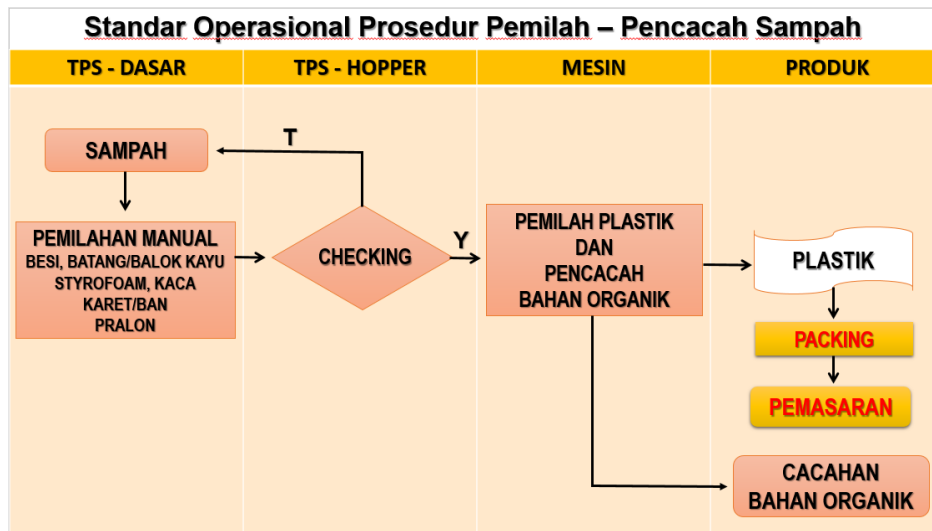 Standar Operasional Prosedur Pemilah – Pencacah Sampah
TPS - DASAR
TPS - HOPPER
MESIN
PRODUK
SAMPAH
T
PEMILAHAN MANUAL
BESI, BATANG/BALOK KAYU
STYROFOAM, KACA
KARET/BAN
PRALON
CHECKING
Y
PEMILAH PLASTIK
DAN
PENCACAH
BAHAN ORGANIK
PLASTIK
PACKING
PEMASARAN
CACAHAN
BAHAN ORGANIK